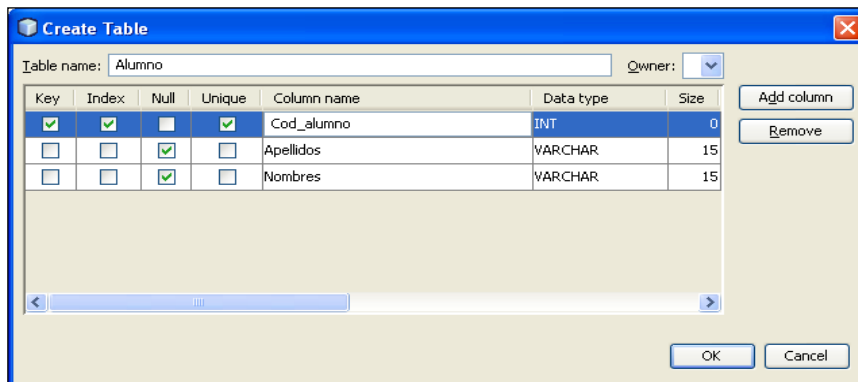 Create Table
Table name: Alumno Owner:
Key Index Null Unique Column name Data type Size Add column
Cod_alumno INT 0 Remove
Apellidos VARCHAR 15
Nombres VARCHAR 15
OK Cancel